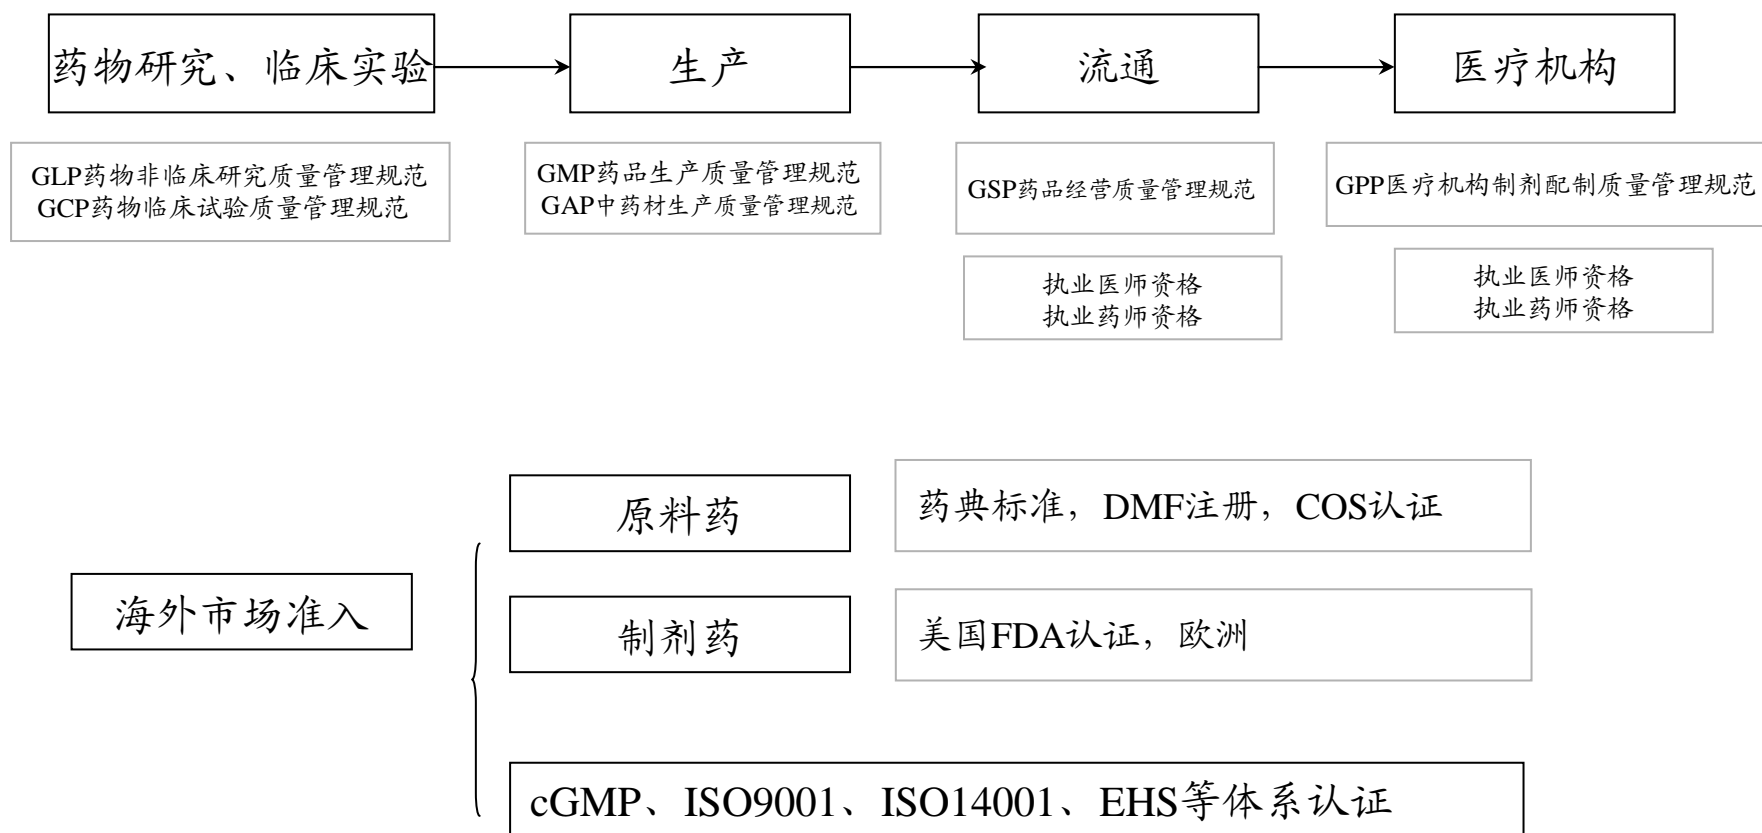 药物研究、临床实验
生产
流通
医疗机构
GLP药物非临床研究质量管理规范
GCP药物临床试验质量管理规范
GMP药品生产质量管理规范
GAP中药材生产质量管理规范
GSP药品经营质量管理规范
GPP医疗机构制剂配制质量管理规范
执业医师资格
执业药师资格
执业医师资格
执业药师资格
海外市场准入
原料药
药典标准，DMF注册，COS认证
制剂药
美国FDA认证，欧洲
cGMP、ISO9001、ISO14001、EHS等体系认证